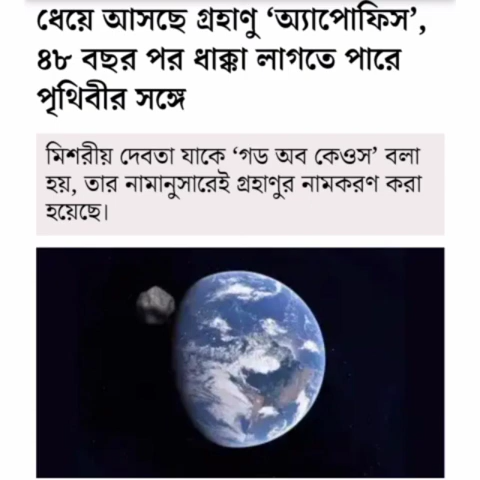 ধেয়ে আসছে গ্রহাণু ‘অ্যাপোফিস’,
৪৮ বছর পর ধাক্কা লাগতে পারে
পৃথিবীর সঙ্গে
মিশরীয় দেবতা যাকে ‘গড অব কেওস’ বলা
হয়, তার নামানুসারেই গ্রহাণুর নামকরণ করা
হয়েছে।